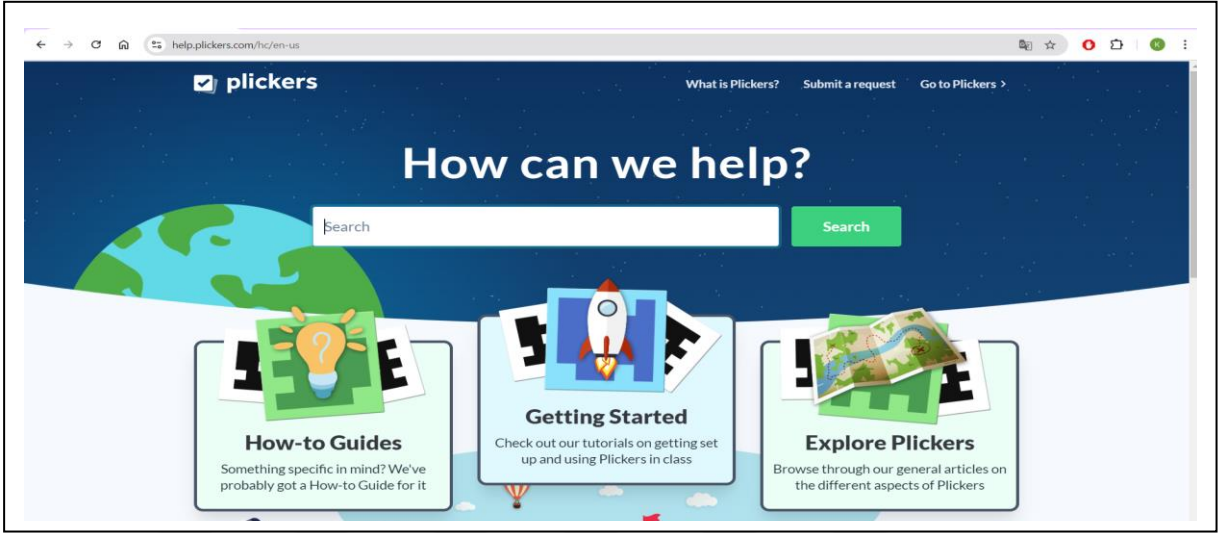 help.plickers.com/hc/en-us
K
plickers
What is Plickers? Submit a request Go to Plickers >
How can we help?
Search Search
How-to Guides
Something specific in mind? We've
probably got a How-to Guide for it
Getting Started
Check out our tutorials on getting set
up and using Plickers in class
Explore Plickers
Browse through our general articles on
the different aspects of Plickers